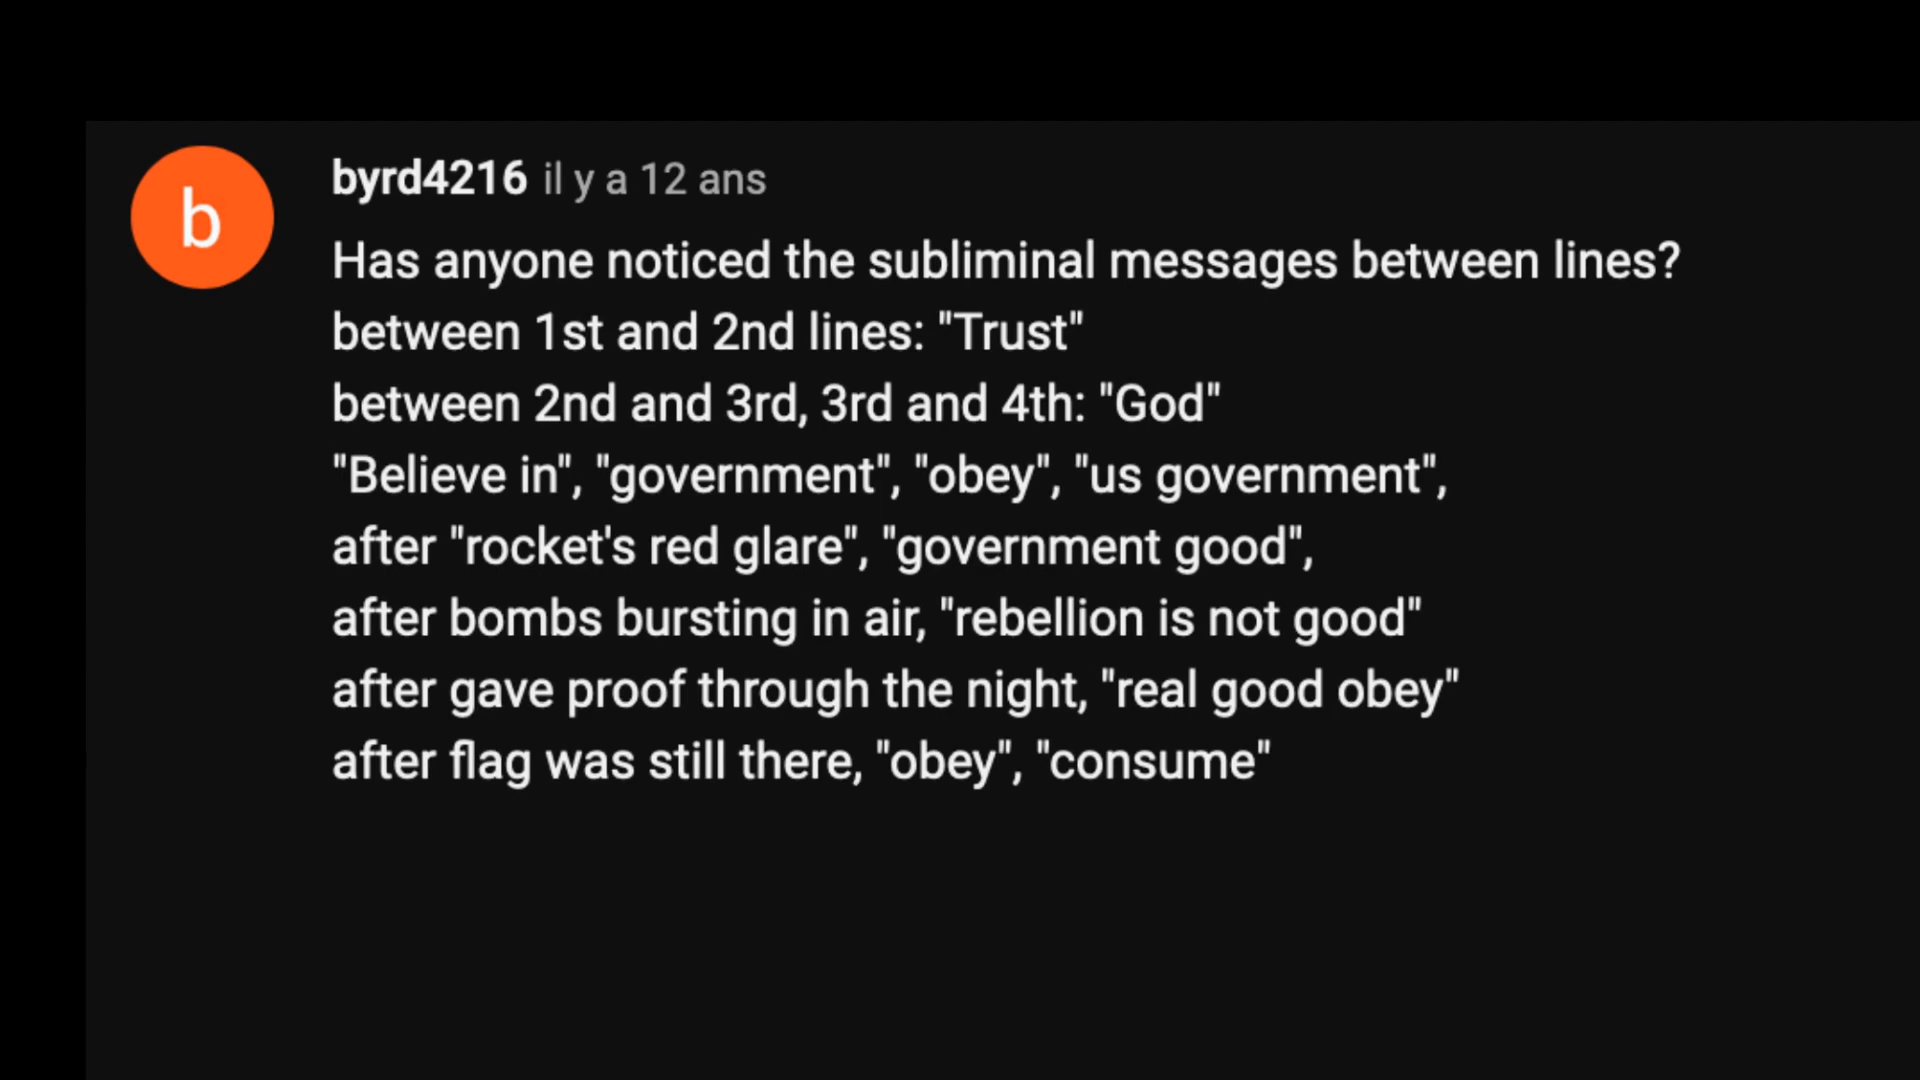 b
byrd4216 il y a 12 ans
Has anyone noticed the subliminal messages between lines?
between 1st and 2nd lines: "Trust"
between 2nd and 3rd, 3rd and 4th: "God"
"Believe in", "government", "obey", "us government",
after "rocket's red glare", "government good",
after bombs bursting in air, "rebellion is not good"
after gave proof through the night, "real good obey"
after flag was still there, "obey", "consume"